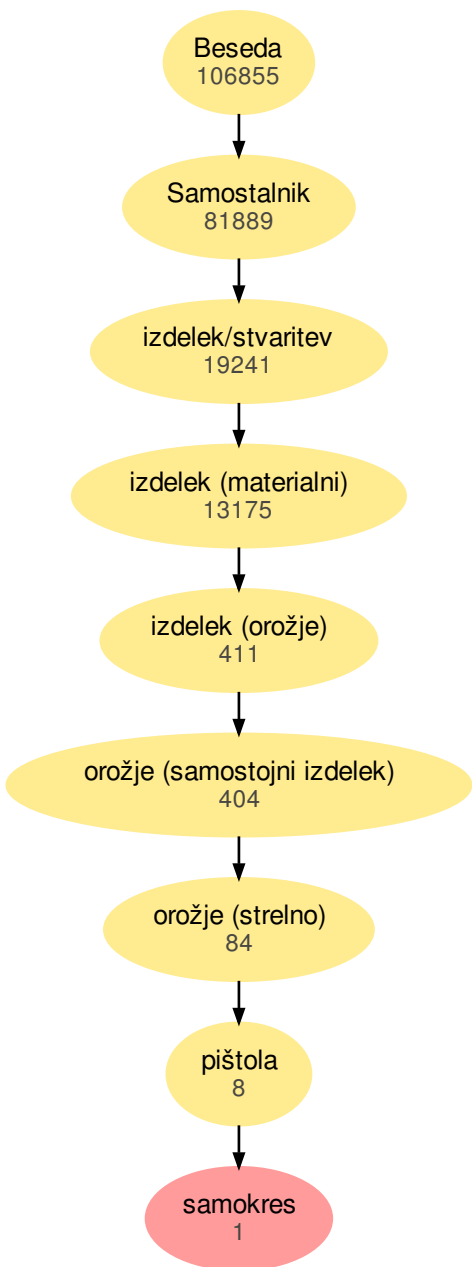 Beseda
106855
Samostalnik
81889
izdelek/stvaritev
19241
izdelek (materialni)
13175
izdelek (orožje)
411
orožje (samostojni izdelek)
404
orožje (strelno)
84
pištola
8
samokres
1